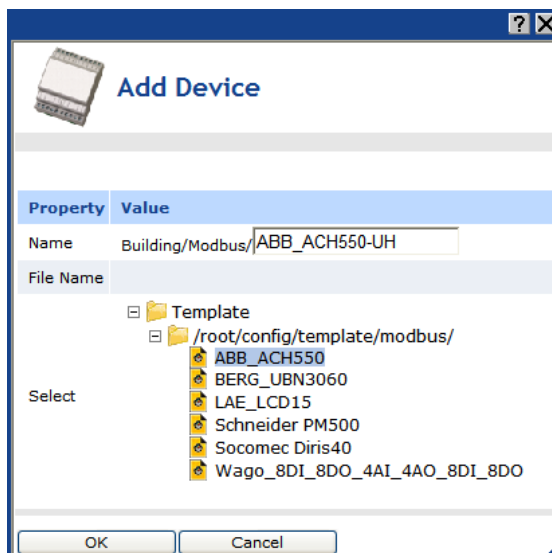 ?
Add Device
Property Value
Name Building/Modbus/ABB_ACH550-UH
File Name
Template
/root/config/template/modbus/
ABB_ACH550
BERG_UBN3060
LAE_LCD15
Select
Schneider PM500
Socomec Diris40
Wago_8DI_8DO_4AI_4AO_8DI_8DO
OK Cancel